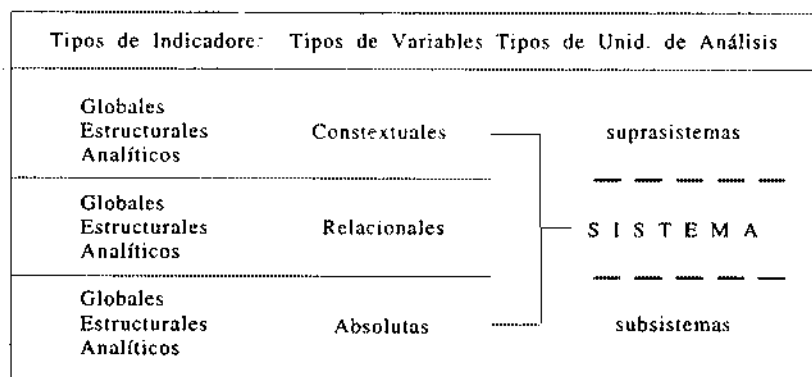 Tipos de Indicadore: Tipos de Variables Tipos de Unid. de Análisis
Globales
Estructurales Constextuales suprasistemas
Analíticos
Globales
Estructurales Relacionales S I S T E M A
Analíticos
Globales
Estructurales Absolutas subsistemas
Analíticos